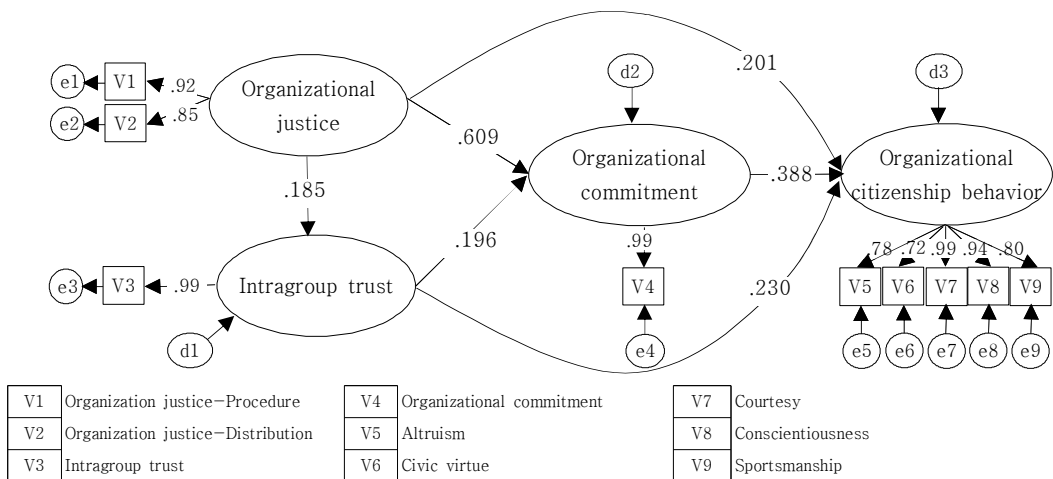 d2
d3
.201
e1
V1
.92
Organizational
justice
e2
V2
.85
.609
Organizational
commitment
.388
Organizational
citizenship behavior
.185
.196
.99
.78 .72 .99 .94 .80
e3
V3
.99
Intragroup trust
V4
.230
V5 V6 V7 V8 V9
d1
e4
e5 e6 e7 e8 e9
V1 Organization justice-Procedure
V2 Organization justice-Distribution
V3 Intragroup trust
V4 Organizational commitment
V5 Altruism
V6 Civic virtue
V7 Courtesy
V8 Conscientiousness
V9 Sportsmanship